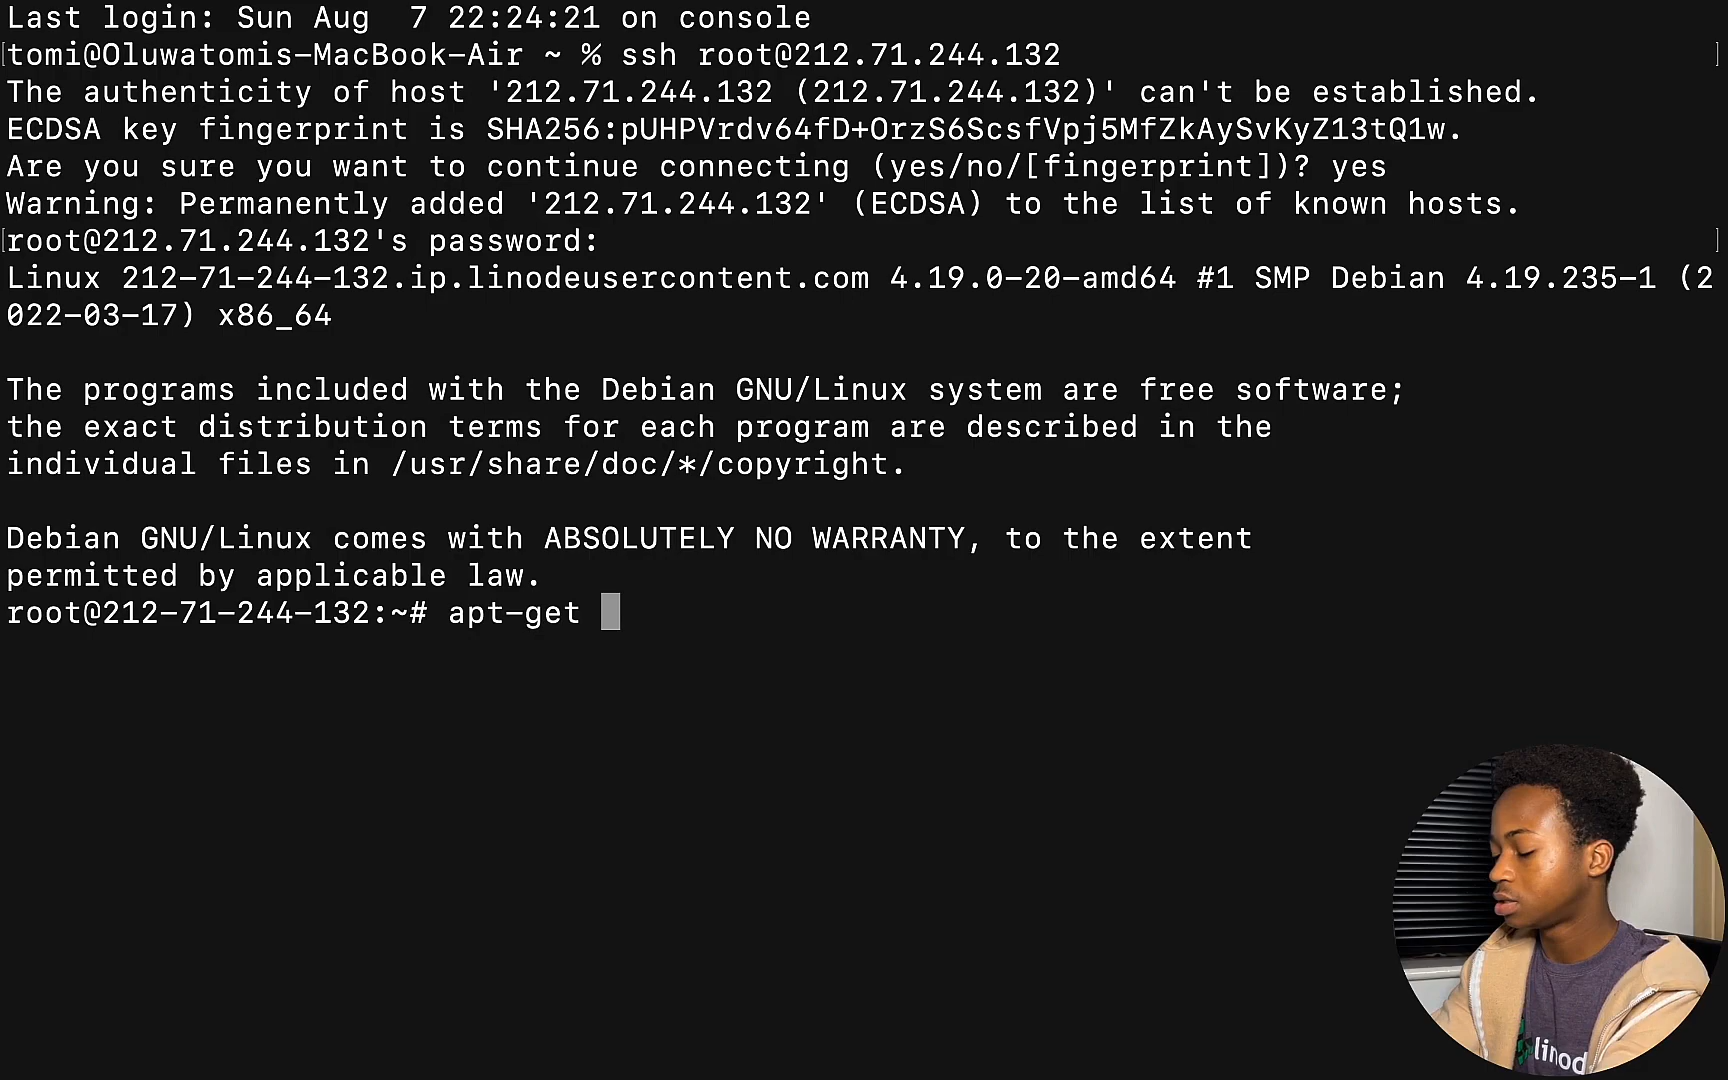 Last login: Sun Aug  7 22:24:21 on console
[tomi@Oluwatomis-MacBook-Air ~ % ssh root@212.71.244.132 ]
The authenticity of host '212.71.244.132 (212.71.244.132)' can't be established.
ECDSA key fingerprint is SHA256:pUHPVrdv64fD+OrzS6ScsfVpj5MfZkAySvKyZ13tQ1w.
Are you sure you want to continue connecting (yes/no/[fingerprint])? yes
Warning: Permanently added '212.71.244.132' (ECDSA) to the list of known hosts.
[root@212.71.244.132's password: ]
Linux 212-71-244-132.ip.linodeusercontent.com 4.19.0-20-amd64 #1 SMP Debian 4.19.235-1 (2
022-03-17) x86_64
The programs included with the Debian GNU/Linux system are free software;
the exact distribution terms for each program are described in the
individual files in /usr/share/doc/*/copyright.
Debian GNU/Linux comes with ABSOLUTELY NO WARRANTY, to the extent
permitted by applicable law.
root@212-71-244-132:~# apt-get
linod